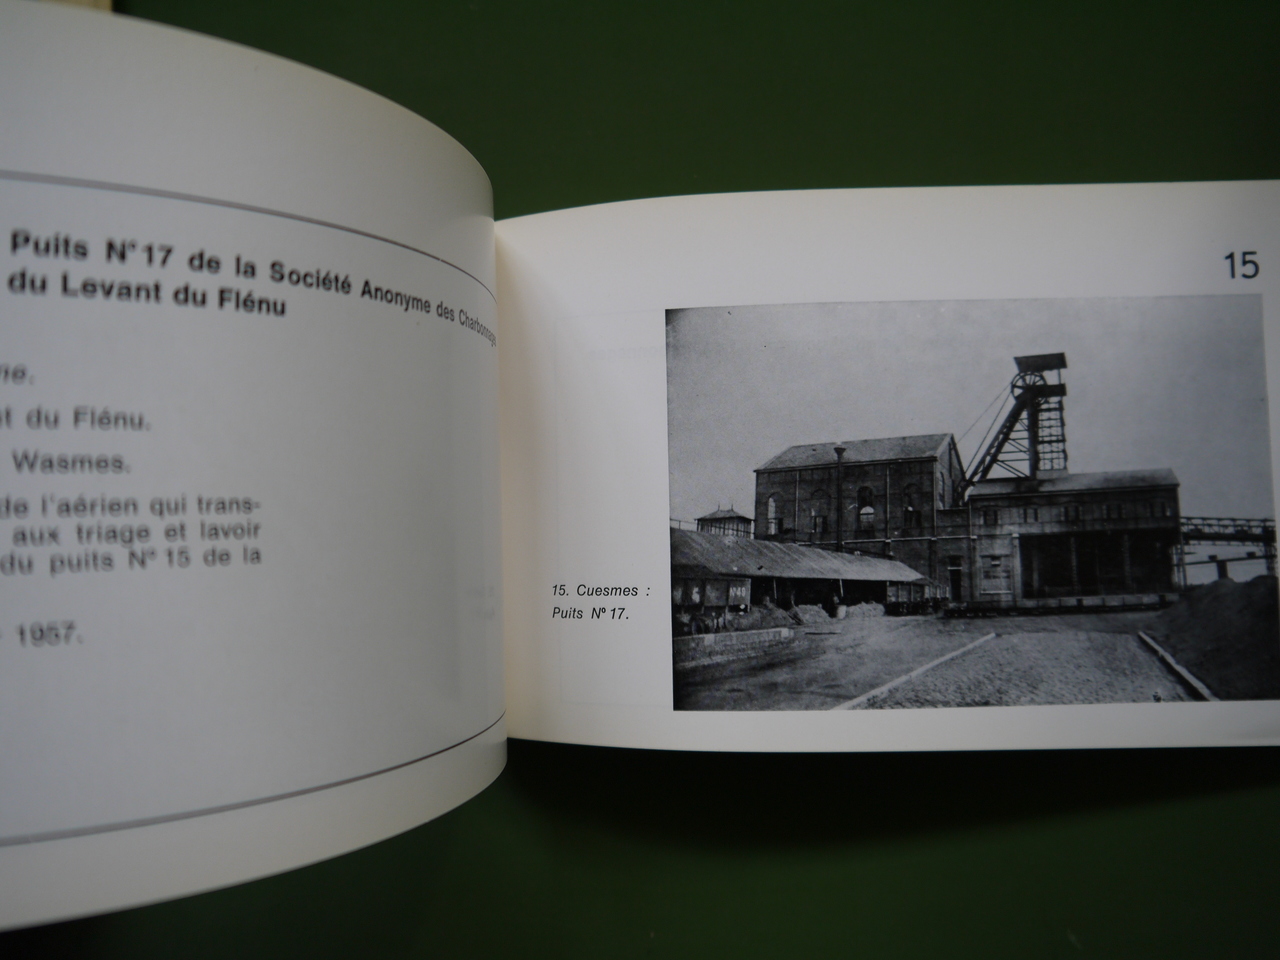 Puits N° 17 de la Société Anonyme des Charbonnages
du Levant du Flénu
du Flénu.
Wasmes.
de l'aérien qui trans-
aux triage et lavoir
du puits N° 15 de la
1957.
15
15. Cuesmes :
Puits Nº 17.